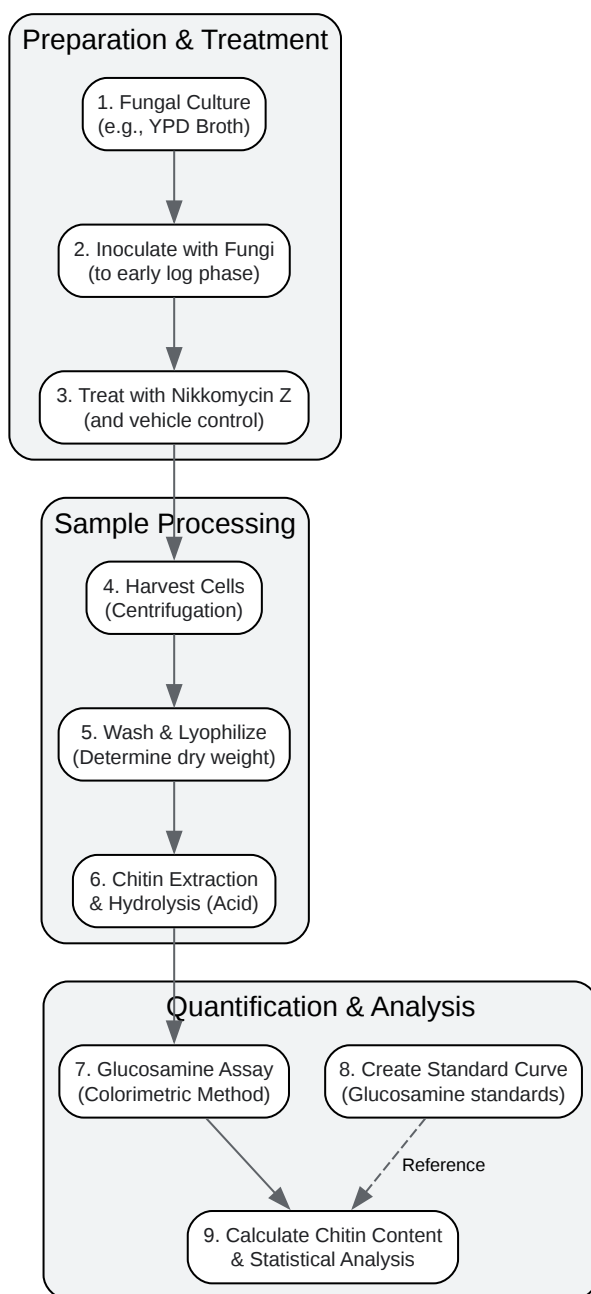 Preparation & Treatment
1. Fungal Culture
(e.g., YPD Broth)
2. Inoculate with Fungi
(to early log phase)
3. Treat with Nikkomycin Z
(and vehicle control)
Sample Processing
4. Harvest Cells
(Centrifugation)
5. Wash & Lyophilize
(Determine dry weight)
6. Chitin Extraction
& Hydrolysis (Acid)
Quantification & Analysis
7. Glucosamine Assay
(Colorimetric Method)
8. Create Standard Curve
(Glucosamine standards)
Reference
9. Calculate Chitin Content
& Statistical Analysis